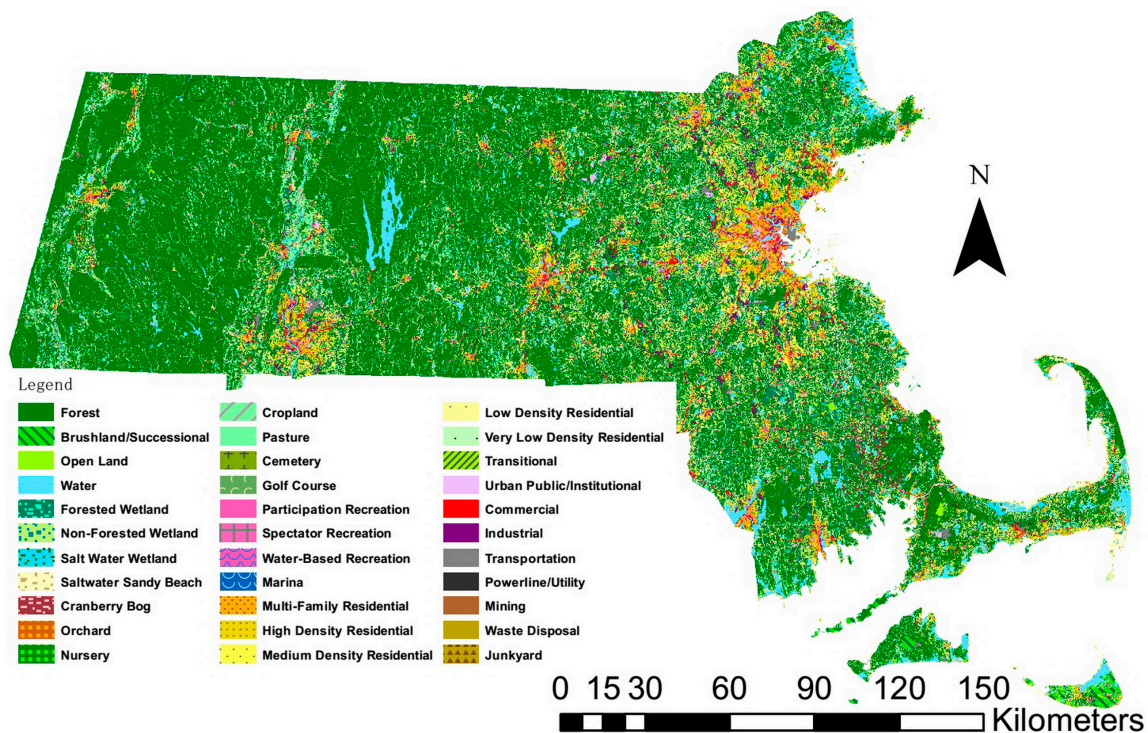 N
Legend
Forest
Brushland/Successional
Open Land
Water
Forested Wetland
Non-Forested Wetland
Salt Water Wetland
Saltwater Sandy Beach
Cranberry Bog
Orchard
Nursery
Cropland
Pasture
Cemetery
Golf Course
Participation Recreation
Spectator Recreation
Water-Based Recreation
Marina
Multi-Family Residential
High Density Residential
Medium Density Residential
Low Density Residential
Very Low Density Residential
Transitional
Urban Public/Institutional
Commercial
Industrial
Transportation
Powerline/Utility
Mining
Waste Disposal
Junkyard
0 15 30 60 90 120 150
Kilometers